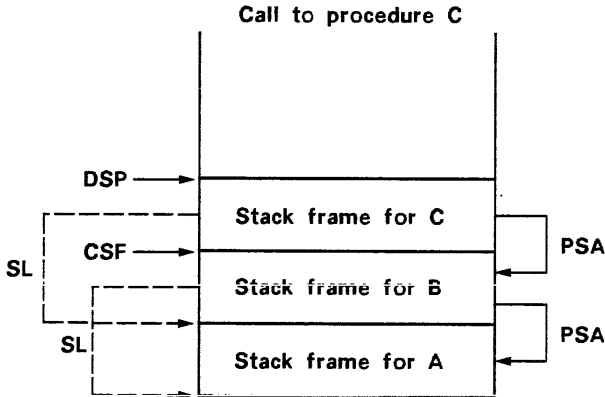 Call to procedure C
DSP
Stack frame for C
CSF
PSA
SL
Stack frame for B
SL
PSA
Stack frame for A